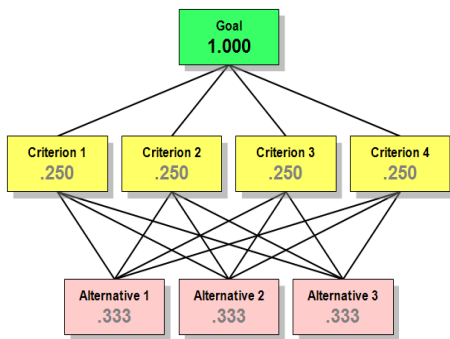 Goal
1.000
Criterion 1
.250
Criterion 2
.250
Criterion 3
.250
Criterion 4
.250
Alternative 1
.333
Alternative 2
.333
Alternative 3
.333